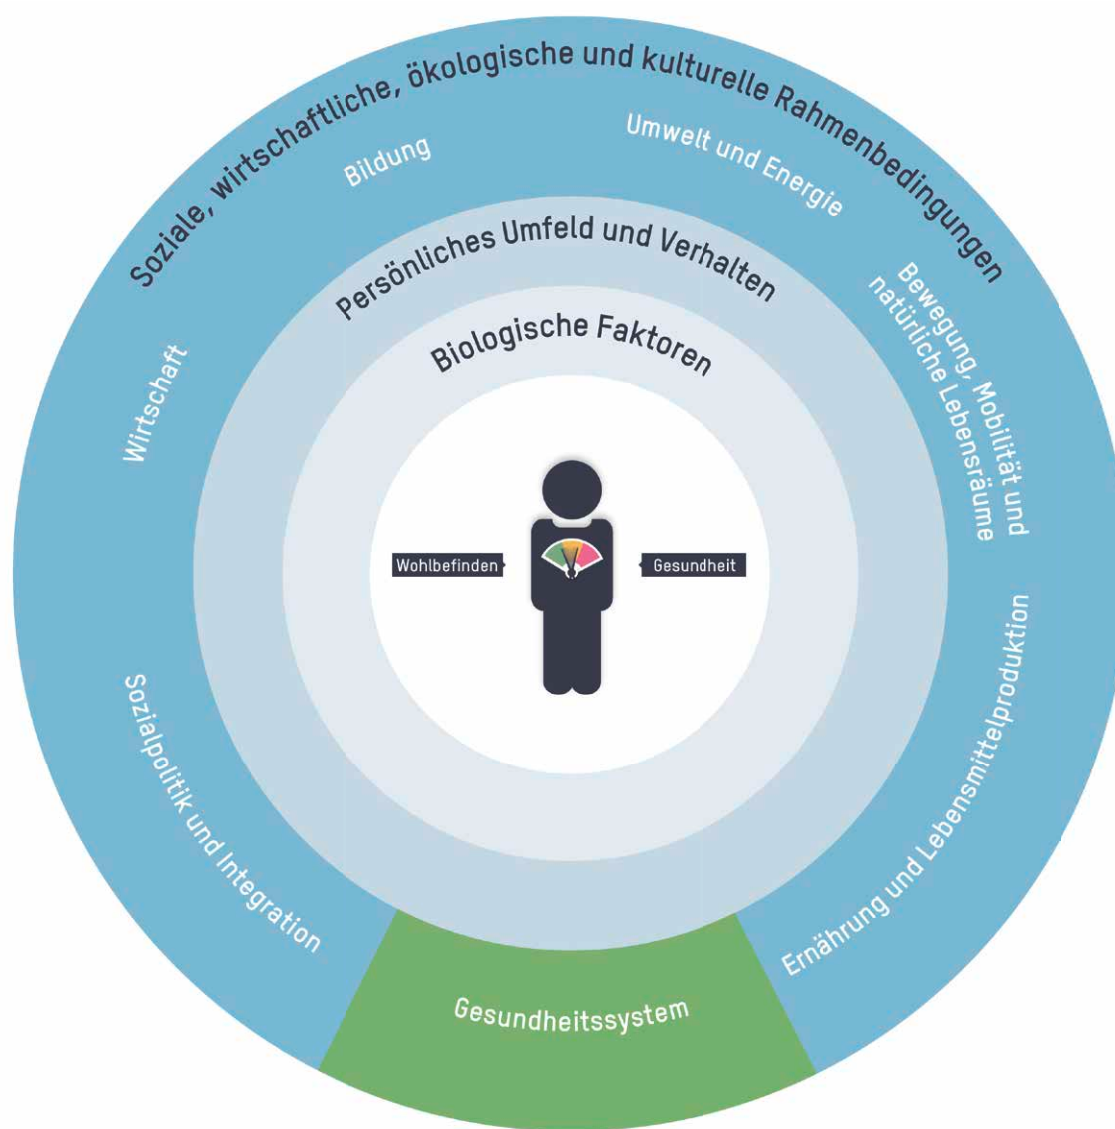 Soziale, wirtschaftliche, ökologische und kulturelle Rahmenbedingungen
Bildung
Umwelt und Energie
Wirtschaft
Bewegung, Mobilität und
natürliche Lebensräume
Persönliches Umfeld und Verhalten
Biologische Faktoren
Wohlbefinden
Gesundheit
Sozialpolitik und Integration
Ernährung und Lebensmittelproduktion
Gesundheitssystem